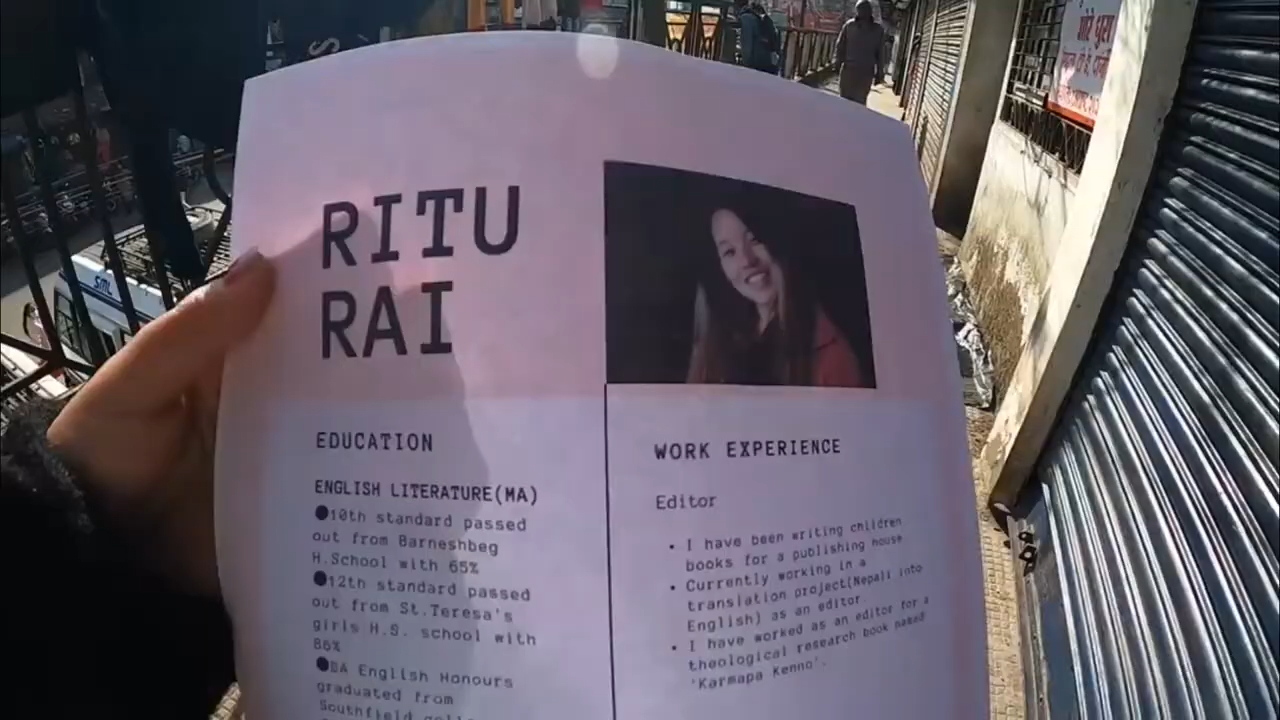 RITU
RAI
EDUCATION
ENGLISH LITERATURE(MA)
●10th standard passed
out from Barneshbeg
H.School with 65%
●12th standard passed
out from St.Teresa's
girls H.S. school with
86%
●BA English Honours
graduated from
Southfield
WORK EXPERIENCE
Editor
• I have been writing children
books for a publishing house
• Currently working in a
translation project(Nepali into
English) as an editor.
• I have worked as an editor for a
theological research book named
'Karmapa Kenno'.
SML